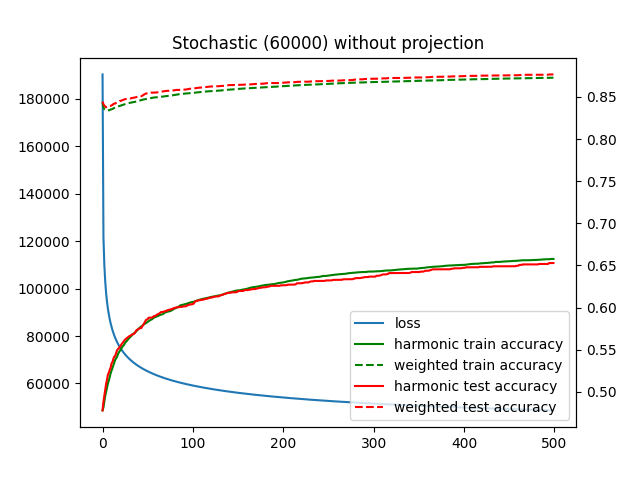 Stochastic (60000) without projection
180000
160000
140000
120000
100000
80000
60000
0.85
0.80
0.75
0.70
0.65
0.60
0.55
0.50
loss
harmonic train accuracy
weighted train accuracy
harmonic test accuracy
weighted test accuracy
0 100 200 300 400 500